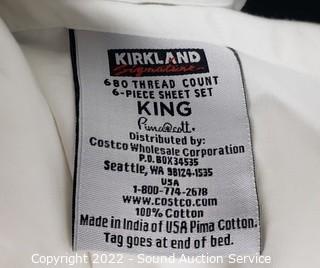 KIRKLAND
Signature
680 THREAD COUNT
6-PIECE SHEET SET
KING
Pimacott.
Distributed by:
Costco Wholesale Corporation
P.O. BOX34535
Seattle, WA 98124-1535
USA
1-800-774-2678
www.costco.com
100% Cotton
Made in India of USA Pima Cotton.
Tag goes at end of bed.
Copyright 2022 - Sound Auction Service